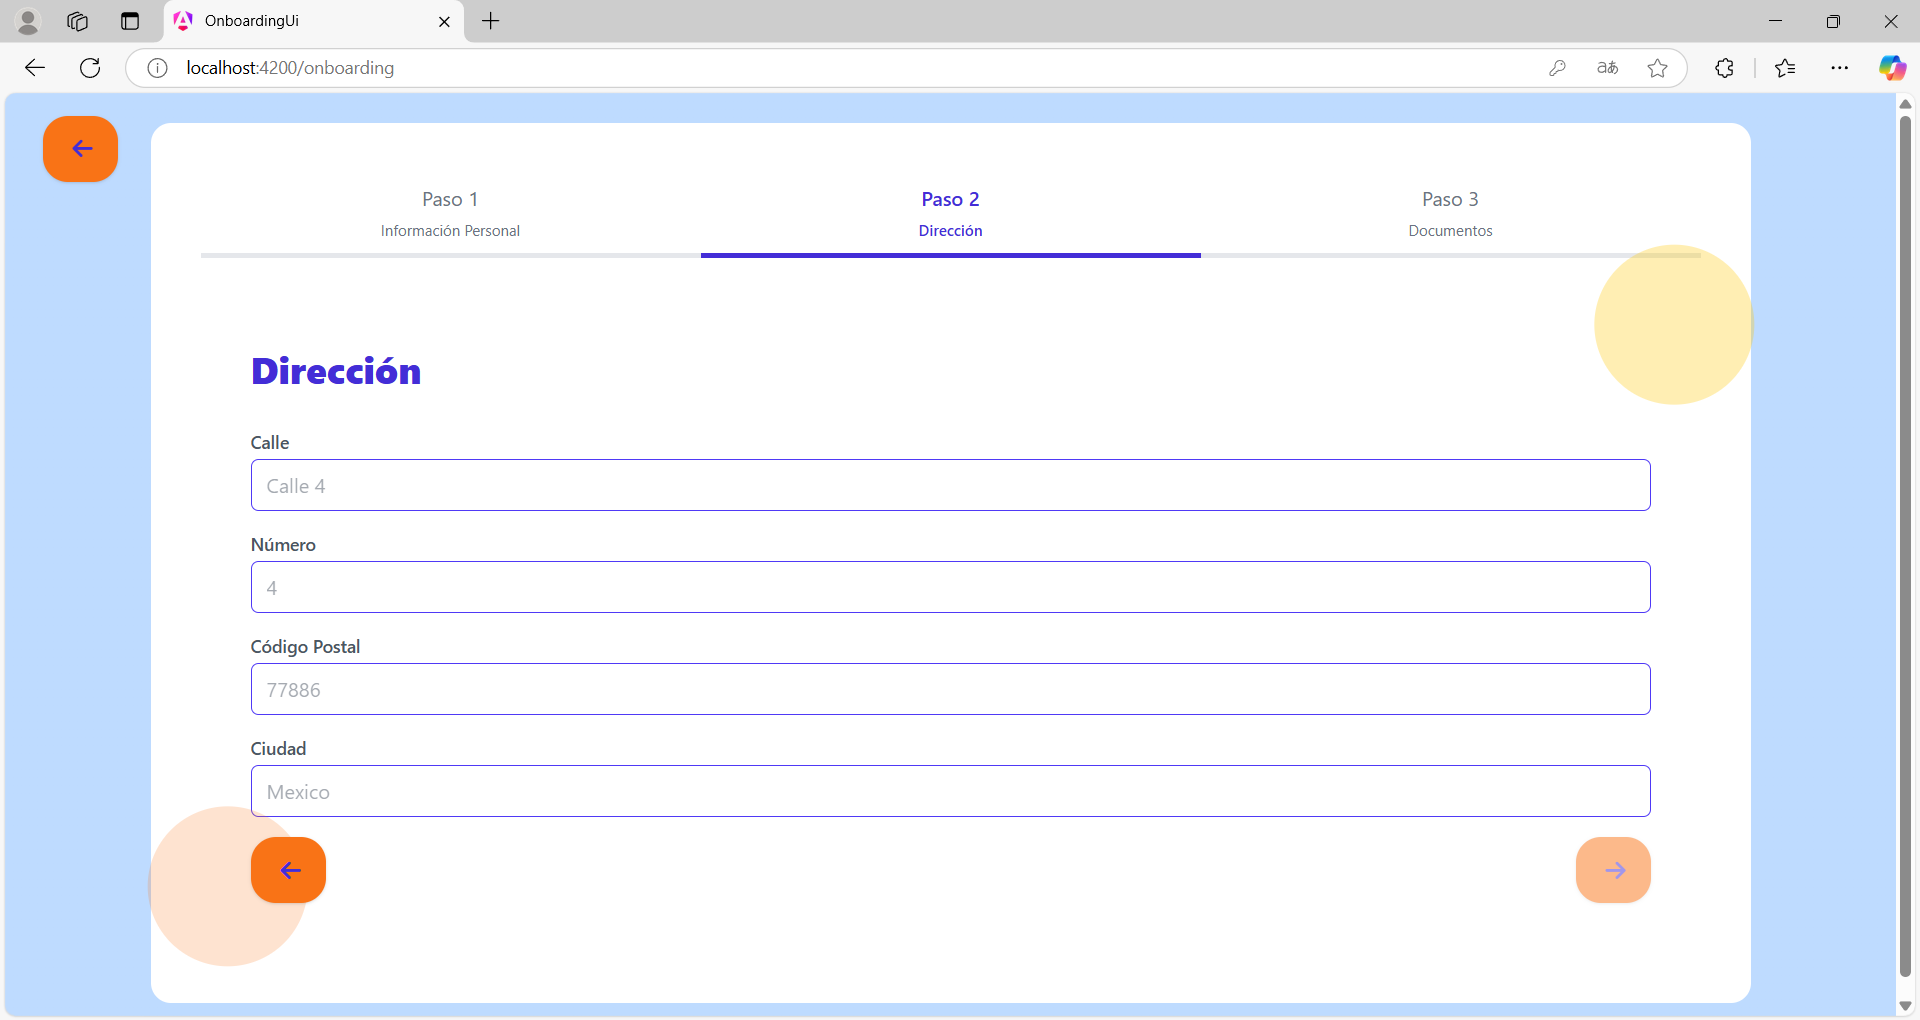 OnboardingUi
localhost:4200/onboarding
Paso 1
Información Personal
Paso 2
Dirección
Paso 3
Documentos
Dirección
Calle
Calle 4
Número
4
Código Postal
77886
Ciudad
Mexico